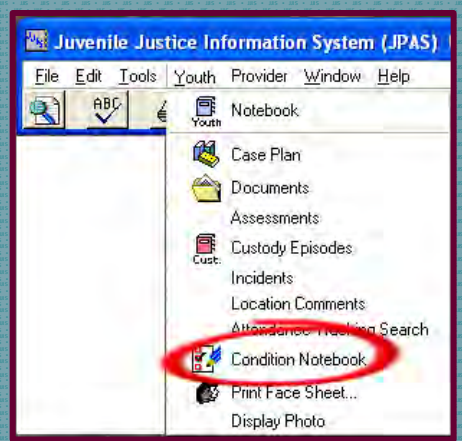 Juvenile Justice Information System (JPAS)
File Edit Tools Youth Provider Window Help
ABC
Youth Notebook
Case Plan
Documents
Assessments
Cust. Custody Episodes
Incidents
Location Comments
Attendance Tracking Search
Condition Notebook
Print Face Sheet...
Display Photo